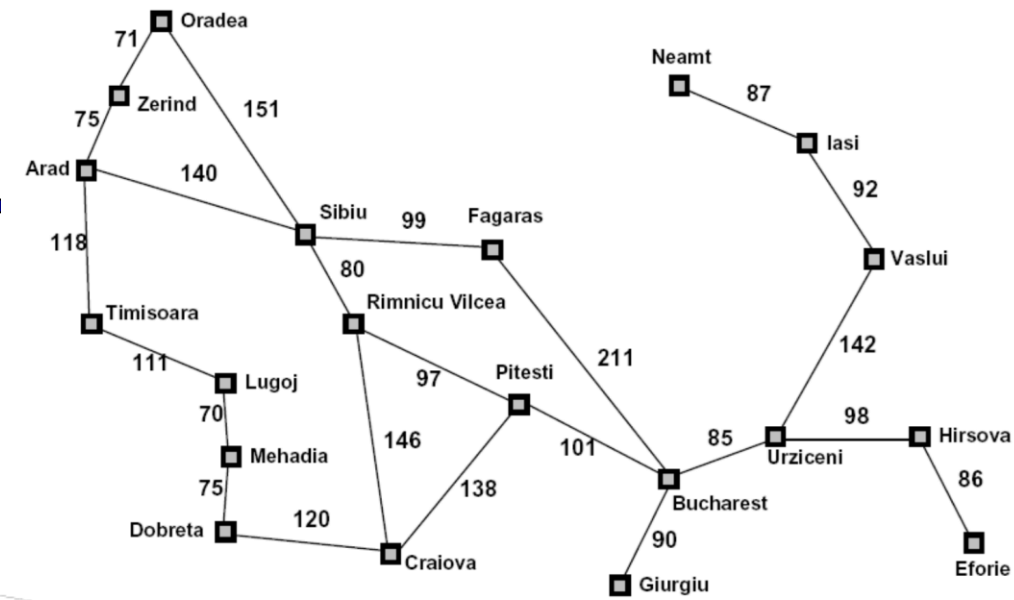 Oradea
71
Neamt
87
Zerind
151
75
Iasi
Arad
140
92
Sibiu
99
Fagaras
118
Vaslui
80
Timisoara
Rimnicu Vilcea
111
211
142
Lugoj
97
Pitesti
70
98
146
101
85
Hirsova
Mehadia
Urziceni
75
138
86
Bucharest
Dobreta
120
90
Craiova
Eforie
Giurgiu